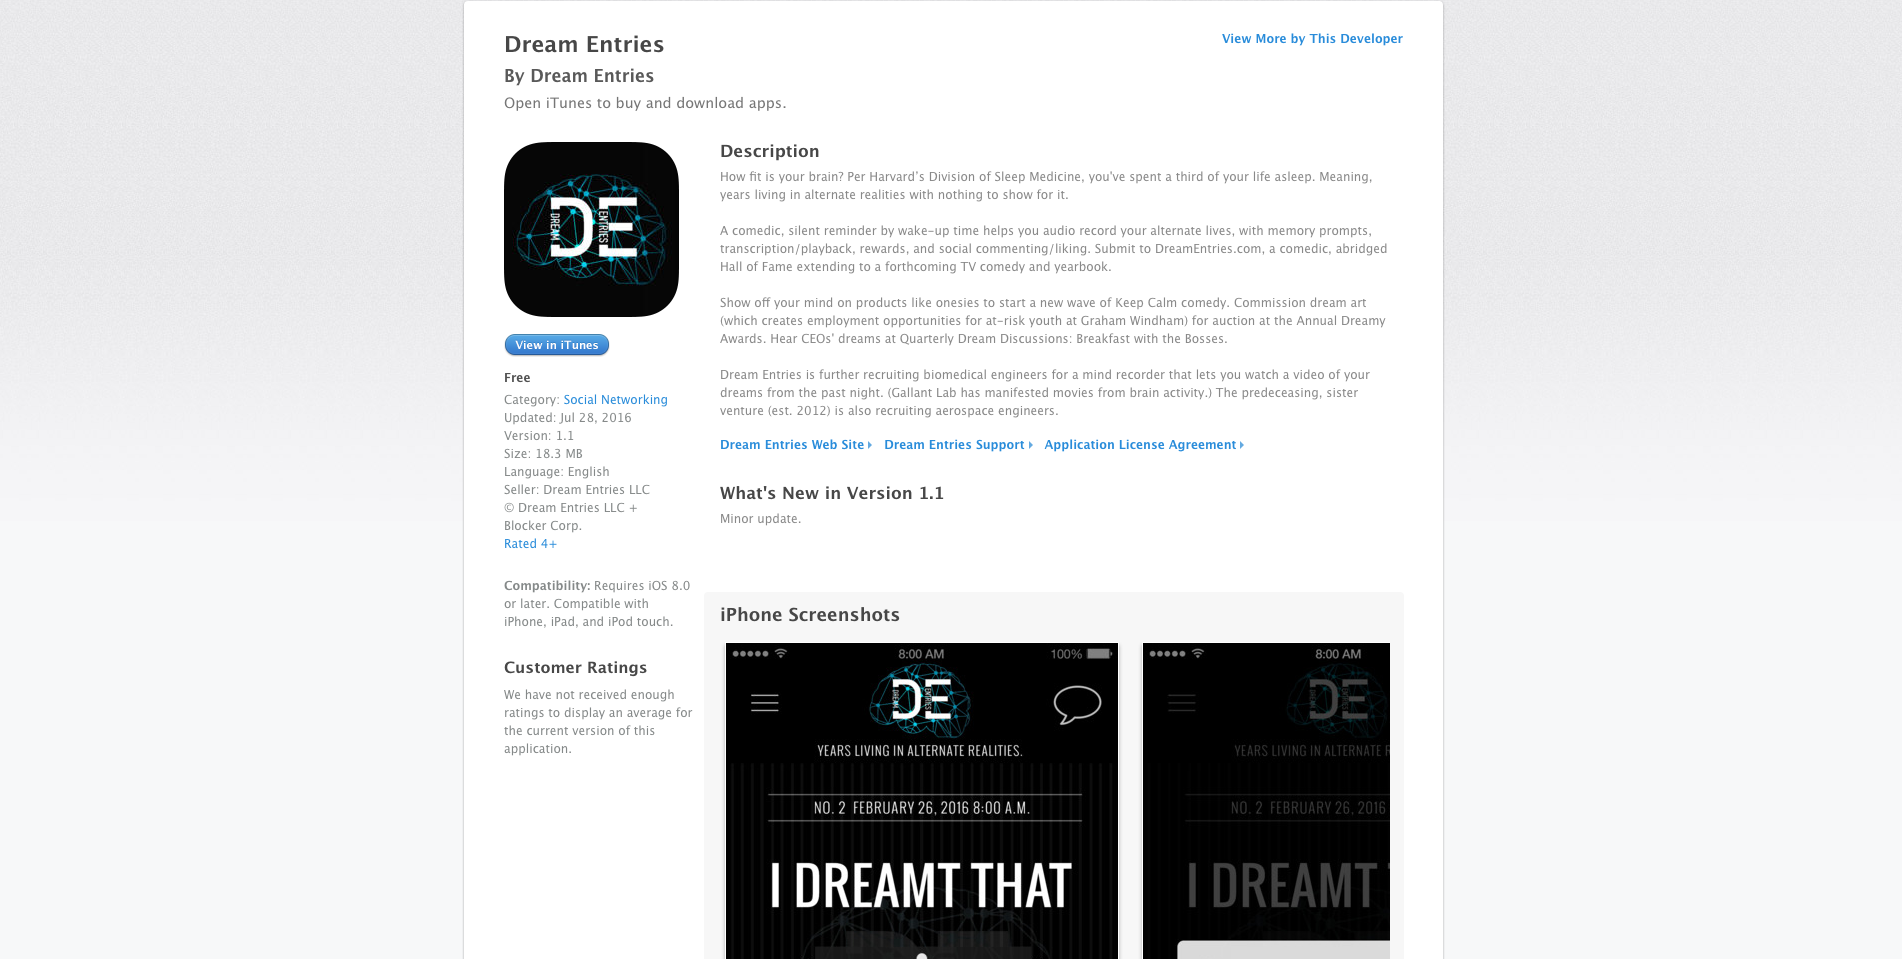 Dream Entries
View More by This Developer
By Dream Entries
Open iTunes to buy and download apps.
DE
DREAM
ENTRIES
View in iTunes
Free
Category: Social Networking
Updated: Jul 28, 2016
Version: 1.1
Size: 18.3 MB
Language: English
Seller: Dream Entries LLC
© Dream Entries LLC +
Blocker Corp.
Rated 4+
Compatibility: Requires iOS 8.0
or later. Compatible with
iPhone, iPad, and iPod touch.
Customer Ratings
We have not received enough
ratings to display an average for
the current version of this
application.
Description
How fit is your brain? Per Harvard’s Division of Sleep Medicine, you've spent a third of your life asleep. Meaning,
years living in alternate realities with nothing to show for it.
A comedic, silent reminder by wake-up time helps you audio record your alternate lives, with memory prompts,
transcription/playback, rewards, and social commenting/liking. Submit to DreamEntries.com, a comedic, abridged
Hall of Fame extending to a forthcoming TV comedy and yearbook.
Show off your mind on products like onesies to start a new wave of Keep Calm comedy. Commission dream art
(which creates employment opportunities for at-risk youth at Graham Windham) for auction at the Annual Dreamy
Awards. Hear CEOs' dreams at Quarterly Dream Discussions: Breakfast with the Bosses.
Dream Entries is further recruiting biomedical engineers for a mind recorder that lets you watch a video of your
dreams from the past night. (Gallant Lab has manifested movies from brain activity.) The predeceasing, sister
venture (est. 2012) is also recruiting aerospace engineers.
Dream Entries Web Site Dream Entries Support Application License Agreement
What's New in Version 1.1
Minor update.
iPhone Screenshots
8:00 AM 100%
DE
DREAM
ENTRIES
YEARS LIVING IN ALTERNATE REALITIES.
NO. 2 FEBRUARY 26, 2016 8:00 A.M.
I DREAMT THAT
8:00 AM
DE
DREAM
ENTRIES
YEARS LIVING IN ALTERNATE R
NO. 2 FEBRUARY 26, 2016
I DREAMT